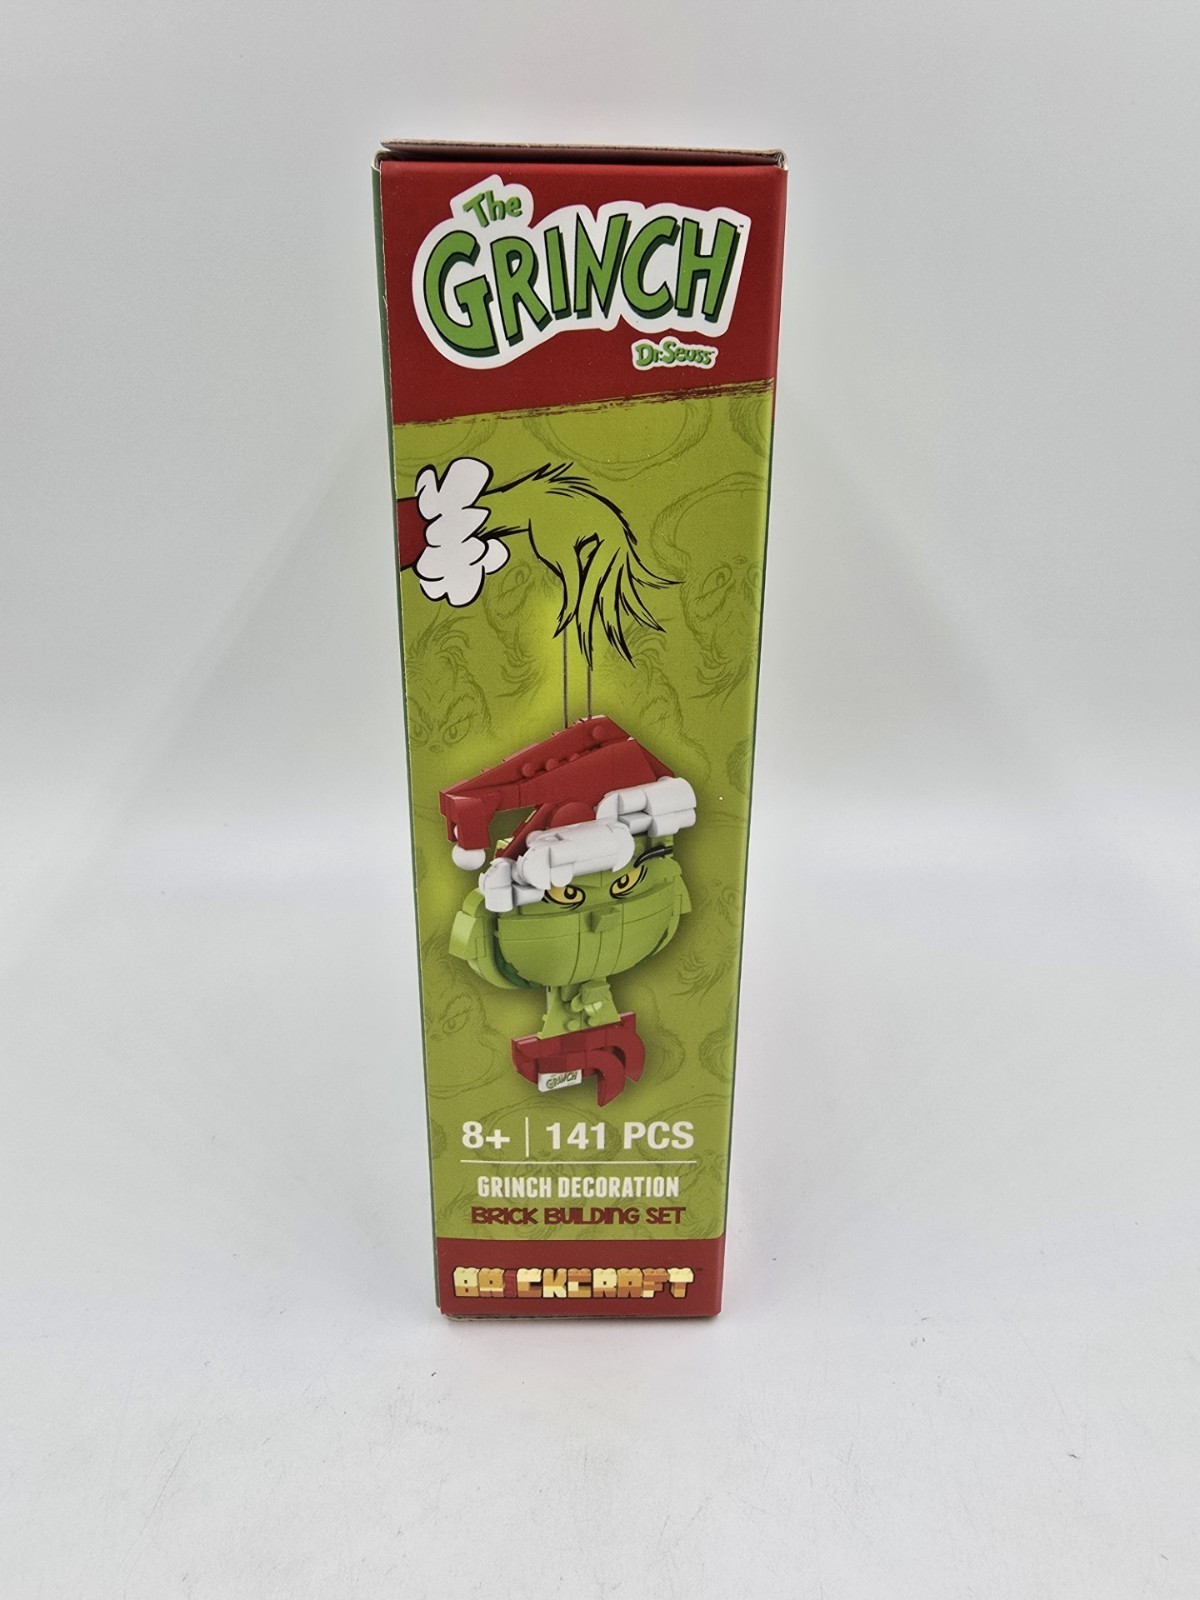 The
GRINCH
Dr. Seuss
GRINCH
8+ | 141 PCS
GRINCH DECORATION
BRICK BUILDING SET
BRICKCRAFT